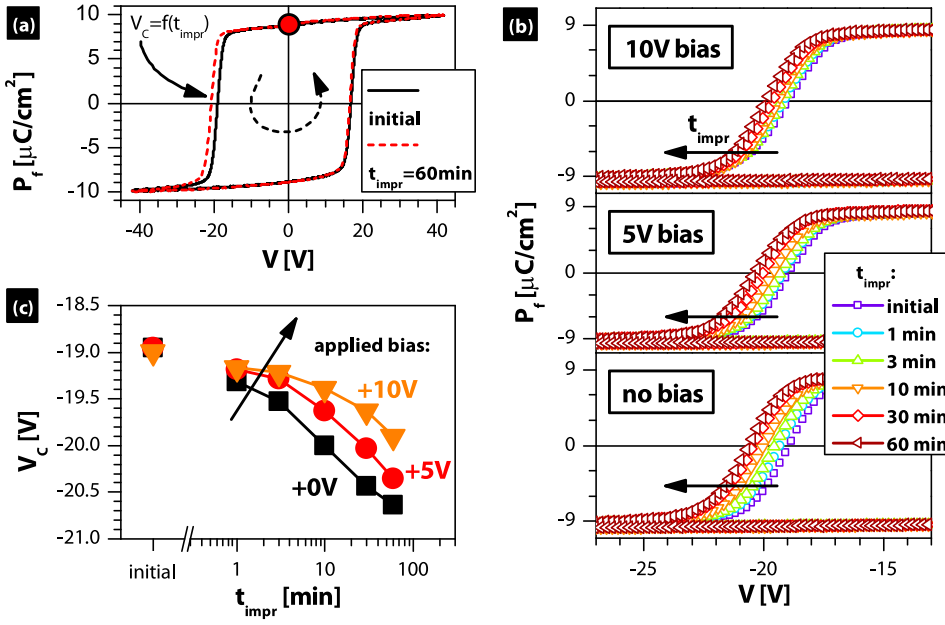 (a)
V_C=f(t_impr)
10
5
0
-5
-10
P_f [μC/cm²]
initial
t_impr=60min
-40
-20
0
20
40
V [V]
(b)
10V bias
9
0
-9
t_impr
5V bias
9
0
-9
no bias
9
0
-9
P_f [μC/cm²]
t_impr:
initial
1 min
3 min
10 min
30 min
60 min
-25
-20
-15
V [V]
(c)
-18.5
-19.0
-19.5
-20.0
-20.5
-21.0
V_c [V]
applied bias:
+10V
+5V
+0V
initial
1
10
100
t_impr [min]